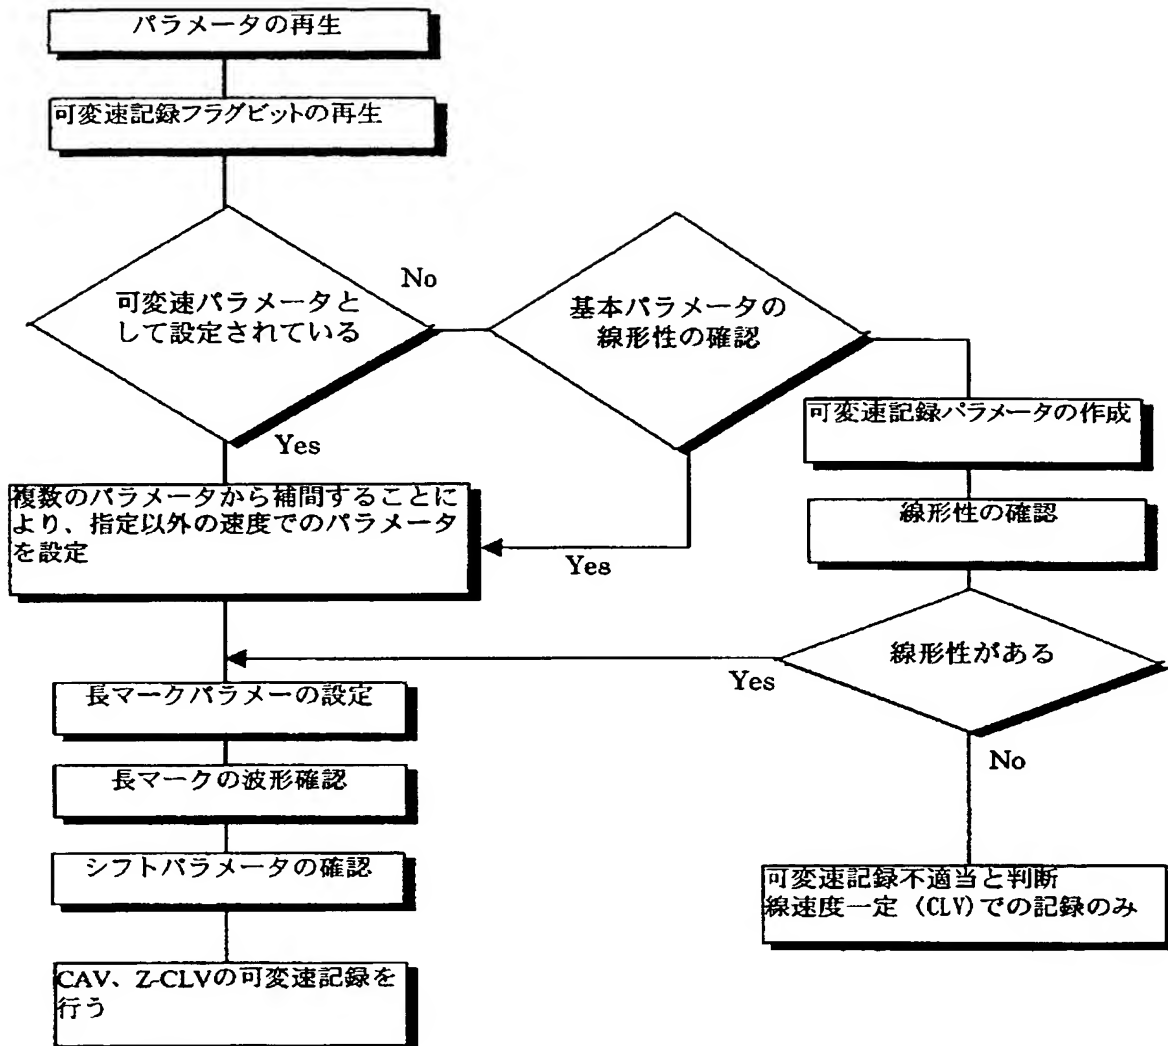 パラメータの再生
可変速記録フラグビットの再生
No
可変速パラメータと
して設定されている
基本パラメータの
線形性の確認
可変速記録パラメータの作成
Yes
複数のパラメータから補間することに
より、指定以外の速度でのパラメータ
を設定
線形性の確認
Yes
線形性がある
Yes
長マークパラメーの設定
No
長マークの波形確認
シフトパラメータの確認
可変速記録不適当と判断
線速度一定 (CLV) での記録のみ
CAV、Z-CLVの可変速記録を
行う